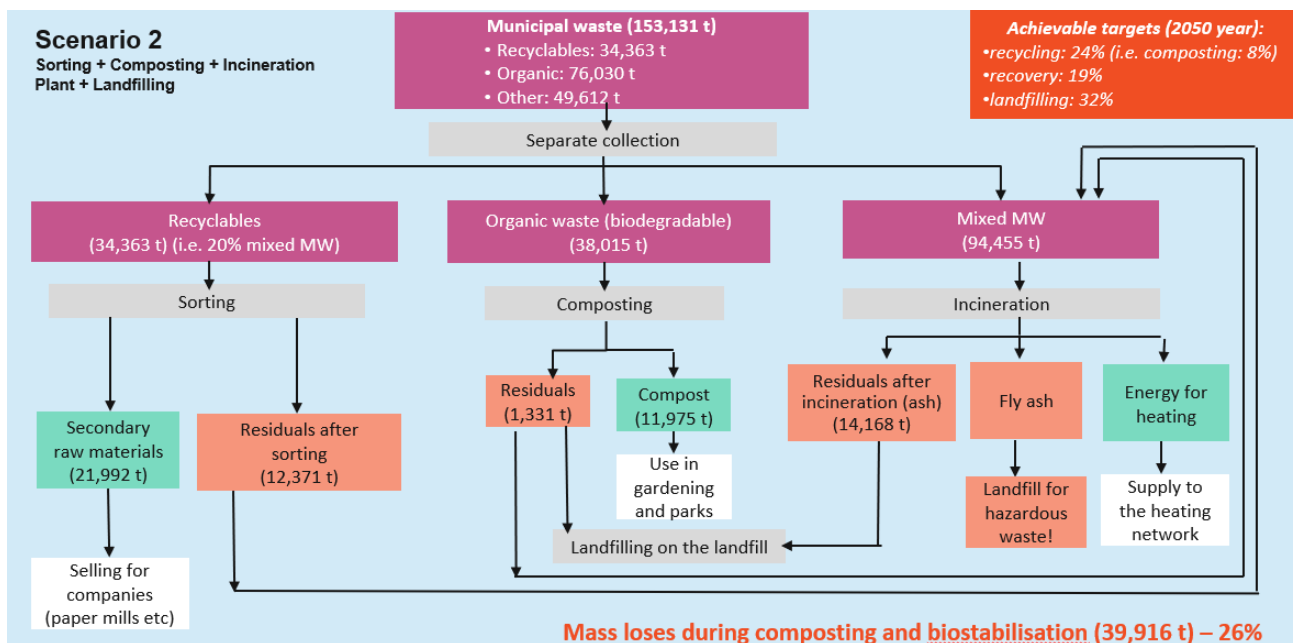 Scenario 2
Sorting + Composting + Incineration
Plant + Landfilling
Municipal waste (153,131 t)
• Recyclables: 34,363 t
• Organic: 76,030 t
• Other: 49,612 t
Achievable targets (2050 year):
•recycling: 24% (i.e. composting: 8%)
•recovery: 19%
•landfilling: 32%
Separate collection
Recyclables
(34,363 t) (i.e. 20% mixed MW)
Organic waste (biodegradable)
(38,015 t)
Mixed MW
(94,455 t)
Sorting
Composting
Incineration
Secondary
raw materials
(21,992 t)
Residuals after
sorting
(12,371 t)
Residuals
(1,331 t)
Compost
(11,975 t)
Residuals after
incineration (ash)
(14,168 t)
Fly ash
Energy for
heating
Use in
gardening
and parks
Landfill for
hazardous
waste!
Supply to
the heating
network
Landfilling on the landfill
Selling for
companies
(paper mills etc)
Mass loses during composting and biostabilisation (39,916 t) – 26%